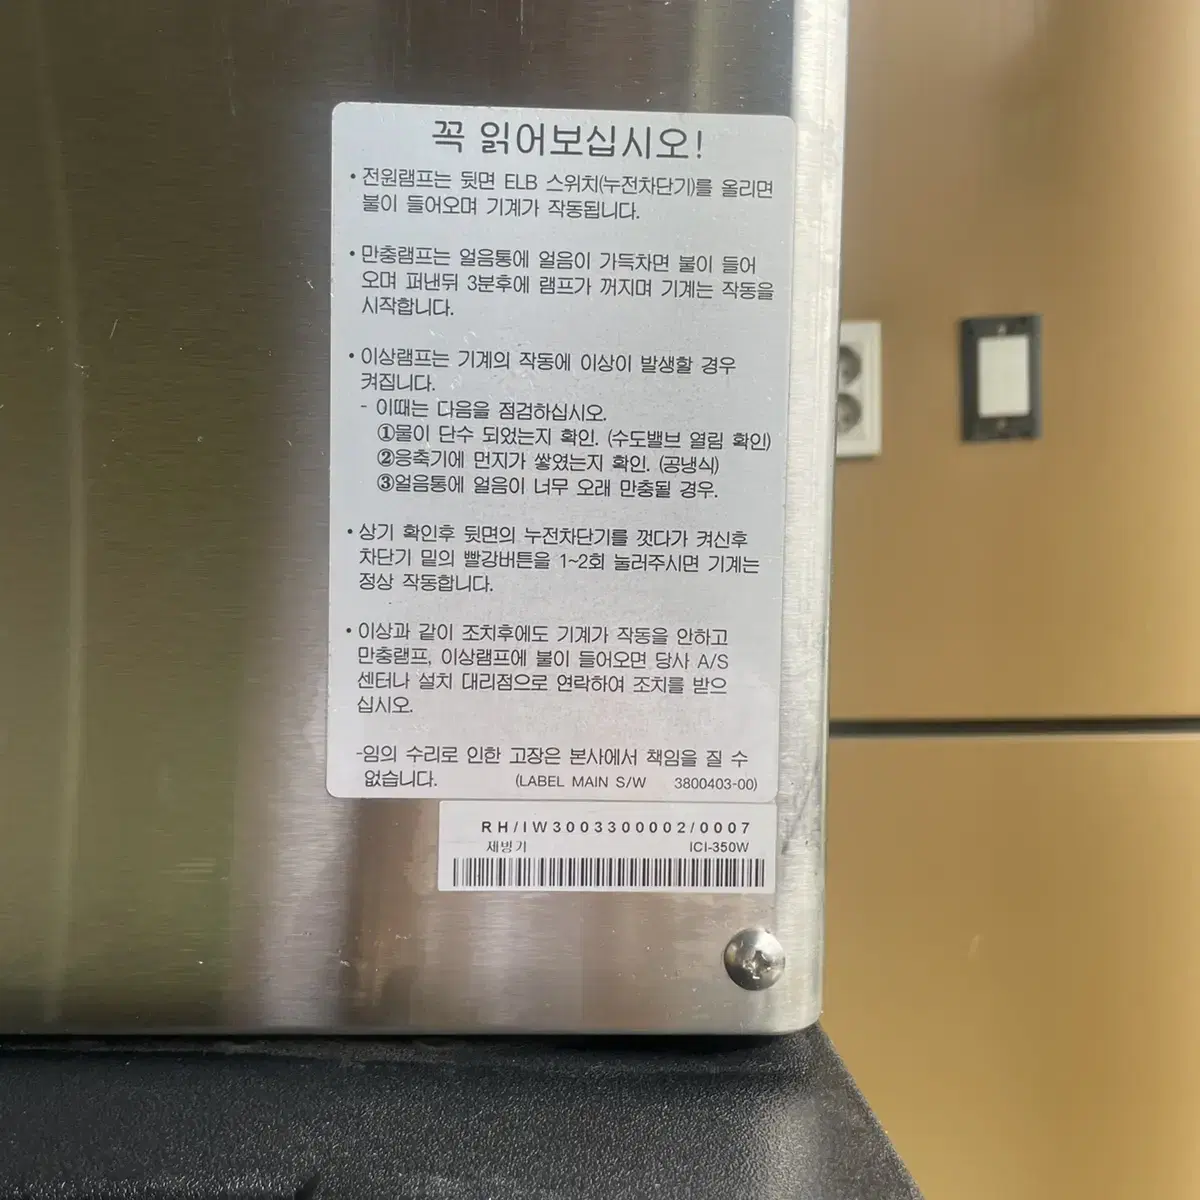 꼭 읽어보십시오!
• 전원램프는 뒷면 ELB 스위치(누전차단기)를 올리면
불이 들어오며 기계가 작동됩니다.
• 만충램프는 얼음통에 얼음이 가득차면 불이 들어
오며 퍼낸뒤 3분후에 램프가 꺼지며 기계는 작동을
시작합니다.
• 이상램프는 기계의 작동에 이상이 발생할 경우
켜집니다.
- 이때는 다음을 점검하십시오.
①물이 단수 되었는지 확인. (수도밸브 열림 확인)
②응축기에 먼지가 쌓였는지 확인. (공냉식)
③얼음통에 얼음이 너무 오래 만충될 경우.
• 상기 확인후 뒷면의 누전차단기를 껏다가 켜신후
차단기 밑의 빨강버튼을 1~2회 눌러주시면 기계는
정상 작동합니다.
• 이상과 같이 조치후에도 기계가 작동을 안하고
만충램프, 이상램프에 불이 들어오면 당사 A/S
센터나 설치 대리점으로 연락하여 조치를 받으
십시오.
-임의 수리로 인한 고장은 본사에서 책임을 질 수
없습니다. (LABEL MAIN S/W 3800403-00)
RH/IW3003300002/0007
제빙기 ICI-350W